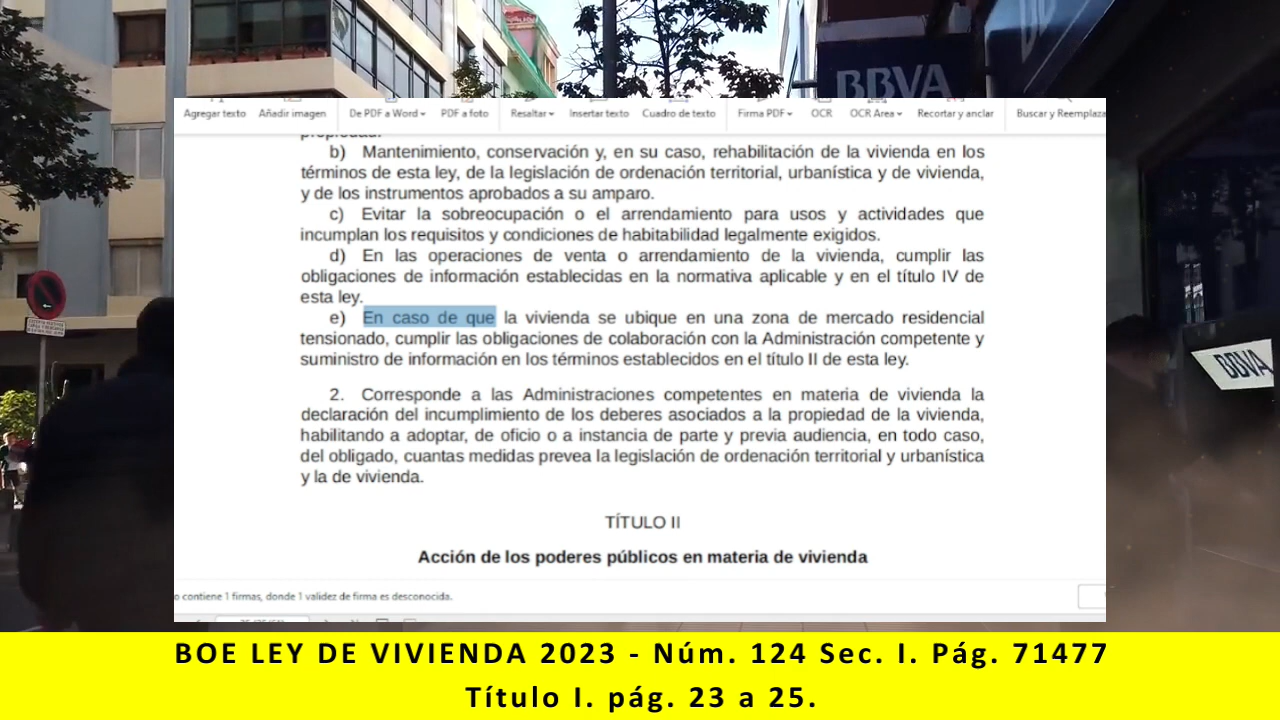 BBVA
Agregar texto Añadir imagen De PDF a Word PDF a foto Resaltar Insertar texto Cuadro de texto Firma PDF OCR OCR Area Recortar y anclar Buscar y Reemplaza
propiedad.
b) Mantenimiento, conservación y, en su caso, rehabilitación de la vivienda en los
términos de esta ley, de la legislación de ordenación territorial, urbanística y de vivienda,
y de los instrumentos aprobados a su amparo.
c) Evitar la sobreocupación o el arrendamiento para usos y actividades que
incumplan los requisitos y condiciones de habitabilidad legalmente exigidos.
d) En las operaciones de venta o arrendamiento de la vivienda, cumplir las
obligaciones de información establecidas en la normativa aplicable y en el título IV de
esta ley.
e) En caso de que la vivienda se ubique en una zona de mercado residencial
tensionado, cumplir las obligaciones de colaboración con la Administración competente y
suministro de información en los términos establecidos en el título II de esta ley.
BBVA
2. Corresponde a las Administraciones competentes en materia de vivienda la
declaración del incumplimiento de los deberes asociados a la propiedad de la vivienda,
habilitando a adoptar, de oficio o a instancia de parte y previa audiencia, en todo caso,
del obligado, cuantas medidas prevea la legislación de ordenación territorial y urbanística
y la de vivienda.
TÍTULO II
Acción de los poderes públicos en materia de vivienda
o contiene 1 firmas, donde 1 validez de firma es desconocida.
BOE LEY DE VIVIENDA 2023 - Núm. 124 Sec. I. Pág. 71477
Título I. pág. 23 a 25.